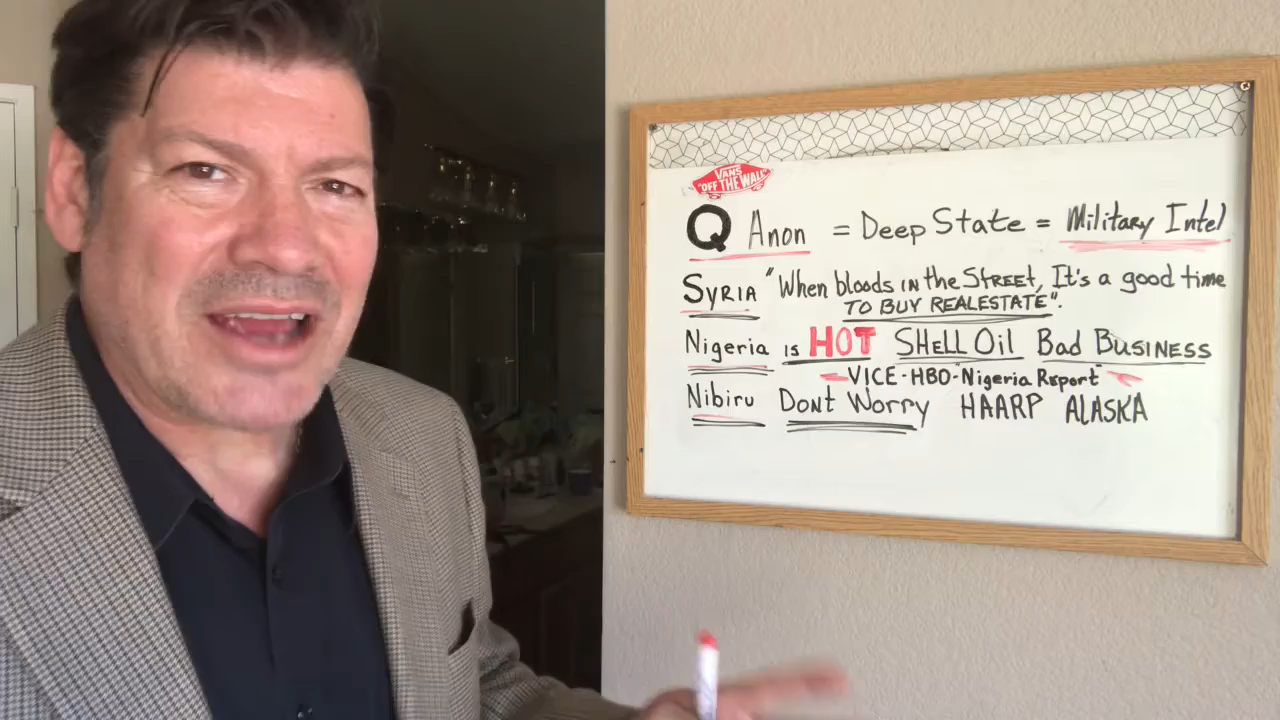 VANS
"OFF THE WALL"
Q Anon = Deep State = Military Intel
SYRIA "When bloods IN the STREET, It's a good time
TO BUY REALESTATE".
Nigeria is HOT SHELL Oil Bad BUSINESS
VICE-HBO-Nigeria Report
Nibiru Dont Worry HAARP ALASKA